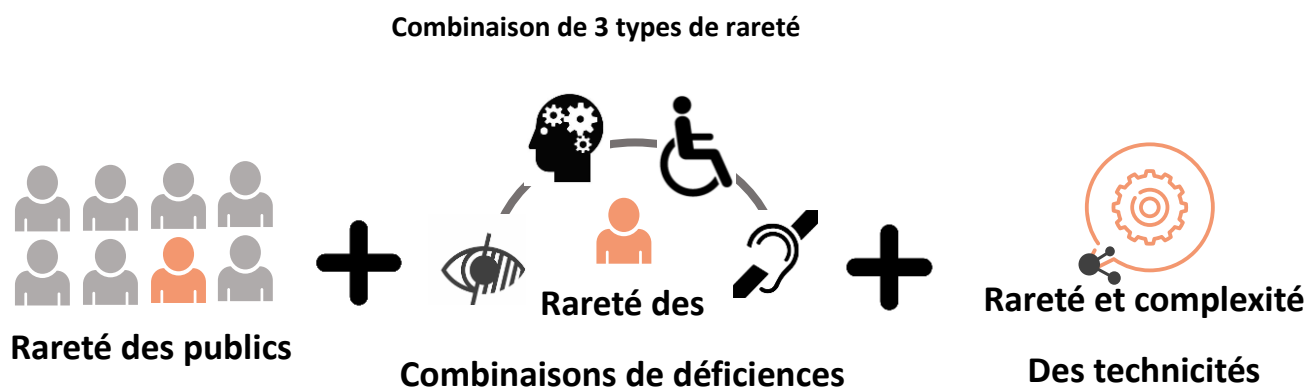 Combinaison de 3 types de rareté
Rareté des publics
Rareté des
Combinaisons de déficiences
Rareté et complexité
Des technicités